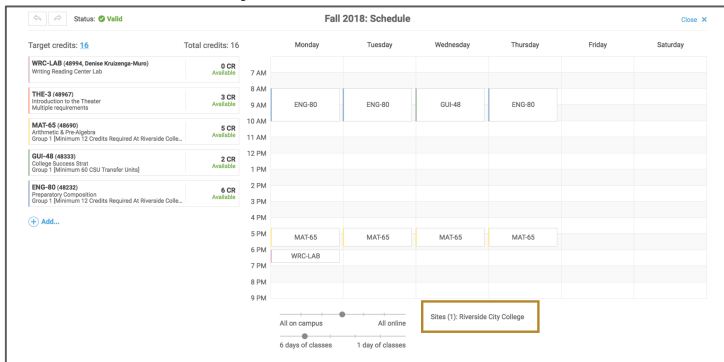 Status: Valid
Fall 2018: Schedule
Close ×
Target credits: 16
Total credits: 16
Monday
Tuesday
Wednesday
Thursday
Friday
Saturday
WRC-LAB (48994, Denise Kruizenga-Muro)
Writing Reading Center Lab
0 CR
Available
THE-3 (48967)
Introduction to the Theater
Multiple requirements
3 CR
Available
MAT-65 (48690)
Arithmetic & Pre-Algebra
Group 1 [Minimum 12 Credits Required At Riverside Colle...
5 CR
Available
GUI-48 (48333)
College Success Strat
Group 1 [Minimum 60 CSU Transfer Units]
2 CR
Available
ENG-80 (48232)
Preparatory Composition
Group 1 [Minimum 12 Credits Required At Riverside Colle...
6 CR
Available
+ Add...
7 AM
8 AM
9 AM
ENG-80
ENG-80
GUI-48
ENG-80
10 AM
11 AM
12 PM
1 PM
2 PM
3 PM
4 PM
5 PM
MAT-65
MAT-65
MAT-65
MAT-65
6 PM
WRC-LAB
7 PM
8 PM
9 PM
All on campus
All online
6 days of classes
1 day of classes
Sites (1): Riverside City College